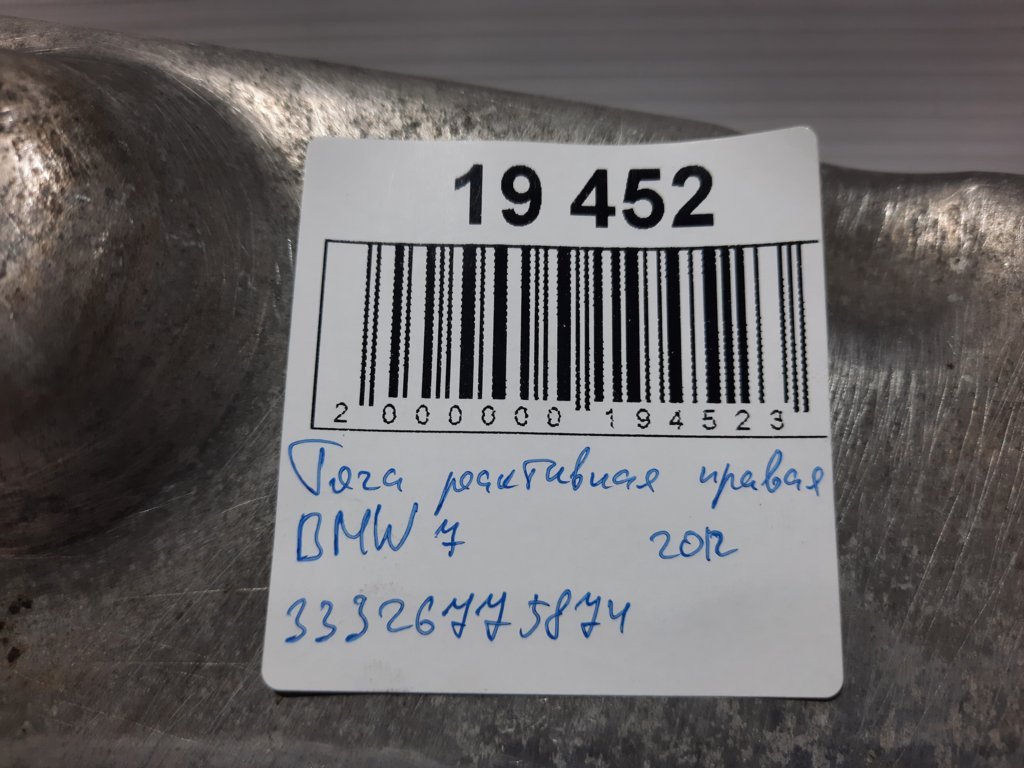 19 452
2 000000 194523
Тяга реактивная правая
BMW 7 2012
33326775874